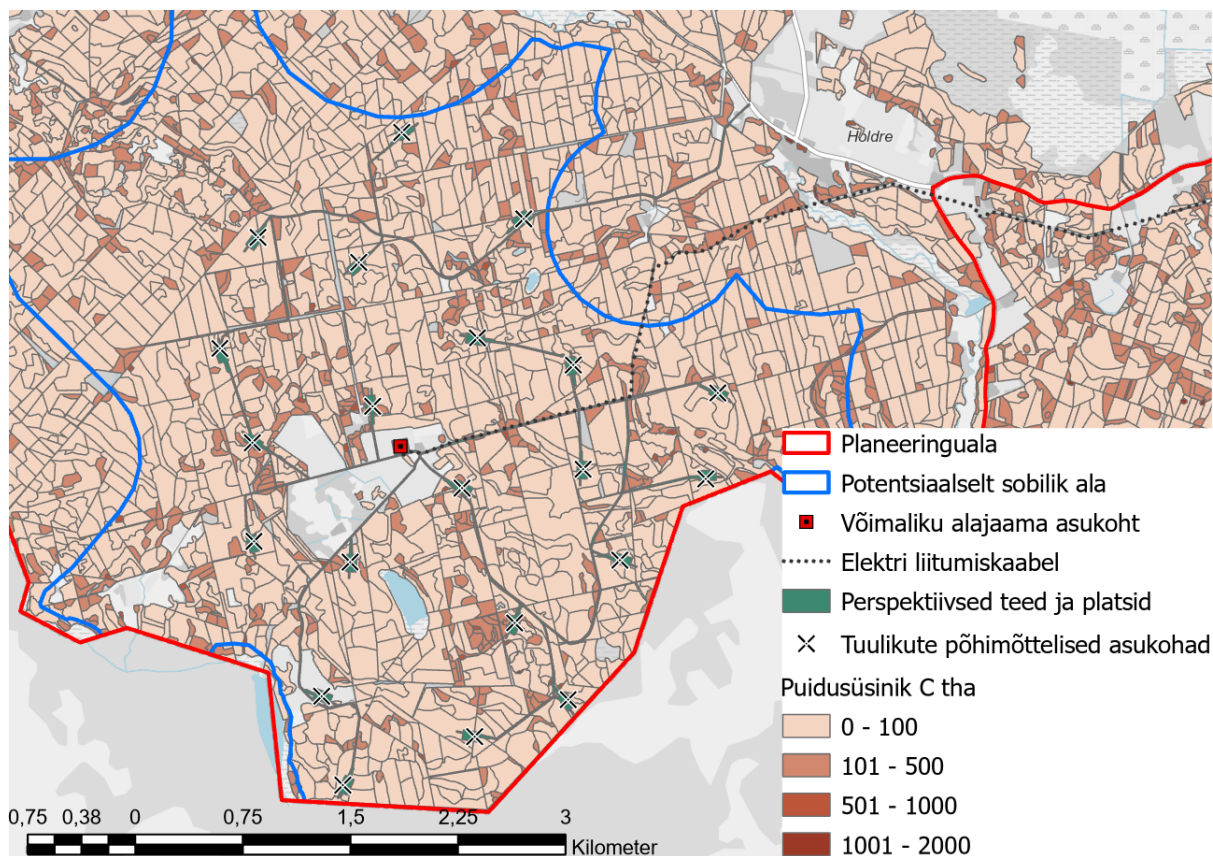 Holdre
Planeeringuala
Potentsiaalselt sobilik ala
Võimaliku alajaama asukoht
Elektri liitumiskaabel
Perspektiivsed teed ja platsid
Tuulikute põhimõttelised asukohad
Puidusüsinik C tha
0 - 100
101 - 500
501 - 1000
1001 - 2000
0,75 0,38 0 0,75 1,5 2,25 3
Kilometer